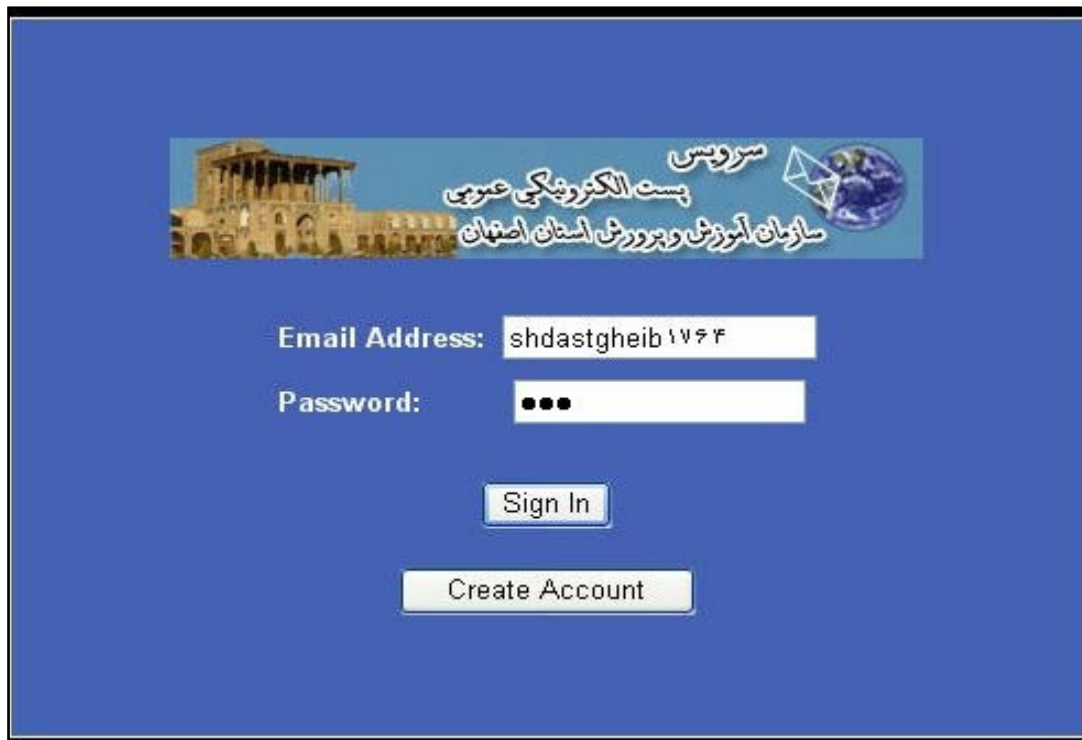 سرویس
پست الکترونیکی عمومی
سازمان آموزش و پرورش استان اصفهان
Email Address: shdastgheib۱۷۶۴
Password: ●●●
Sign In
Create Account